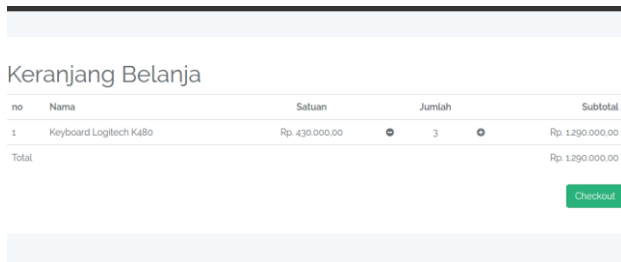 Keranjang Belanja
no Nama Satuan Jumlah Subtotal
1 Keyboard Logitech K480 Rp. 430.000,00 3 Rp. 1.290.000,00
Total Rp. 1.290.000,00
Checkout